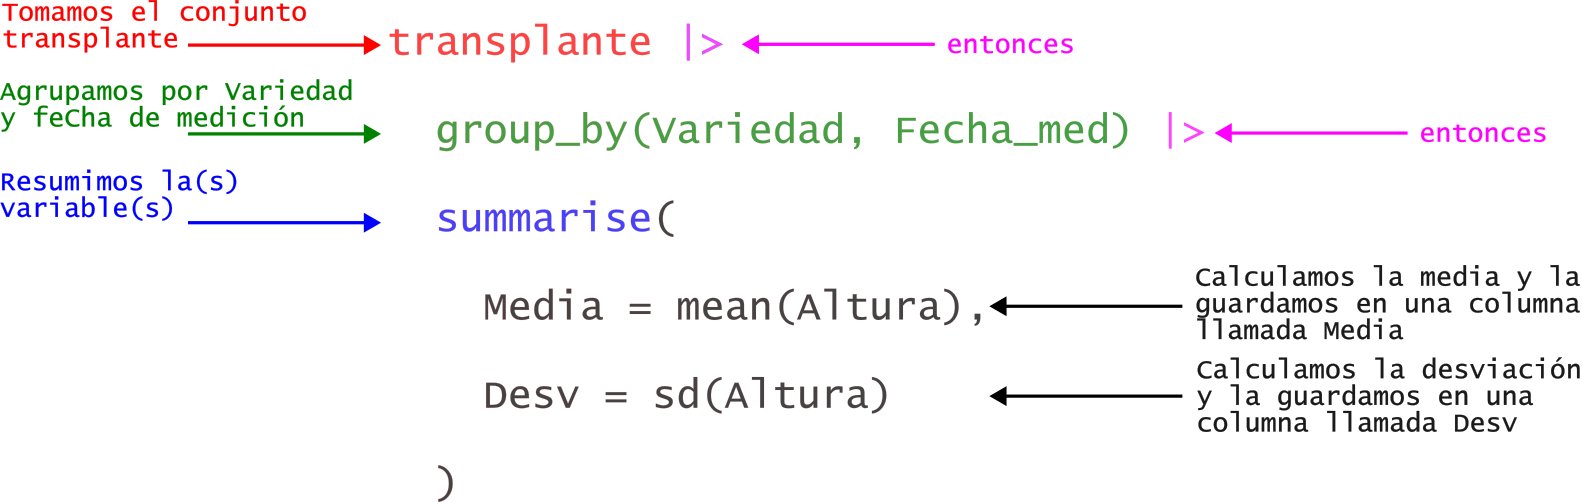 Tomamos el conjunto
transplante
transplante |>
entonces
Agrupamos por Variedad
y feCha de medición
group_by(Variedad, Fecha_med) |>
entonces
Resumimos la(s)
variable(s)
summarise(
Media = mean(Altura),
Calculamos la media y la
guardamos en una columna
llamada Media
Desv = sd(Altura)
Calculamos la desviación
y la guardamos en una
columna llamada Desv
)